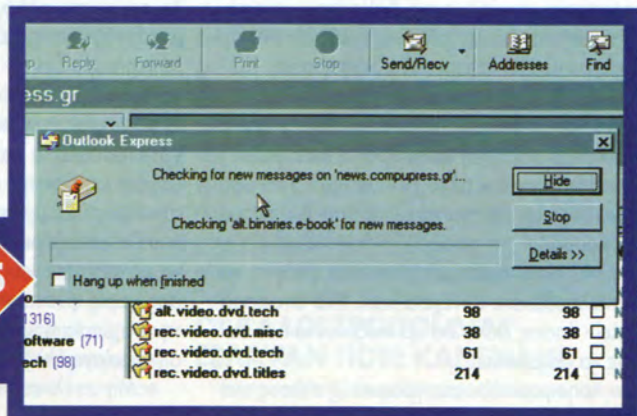 Reply Forward Print Stop Send/Recv Addresses Find
ess.gr
Outlook Express
Checking for new messages on 'news.compupress.gr'...
Hide
Checking 'alt.binaries.e-book' for new messages.
Stop
Details >>
Hang up when finished
alt.video.dvd.tech 98 98
1316)
rec.video.dvd.misc 38 38
oftware (71)
rec.video.dvd.tech 61 61
ech (98)
rec.video.dvd.titles 214 214